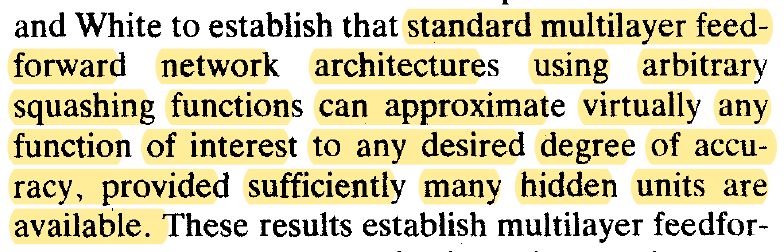 and White to establish that standard multilayer feed-
forward network architectures using arbitrary
squashing functions can approximate virtually any
function of interest to any desired degree of accu-
racy, provided sufficiently many hidden units are
available. These results establish multilayer feedfor-